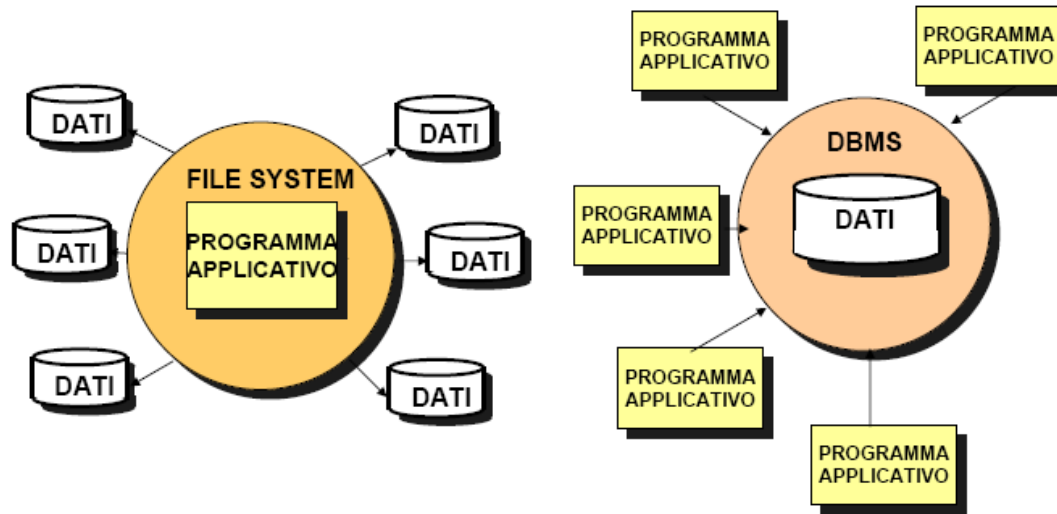 DATI
DATI
DATI
FILE SYSTEM
PROGRAMMA
APPLICATIVO
DATI
DATI
DATI
PROGRAMMA
APPLICATIVO
PROGRAMMA
APPLICATIVO
DBMS
DATI
PROGRAMMA
APPLICATIVO
PROGRAMMA
APPLICATIVO
PROGRAMMA
APPLICATIVO